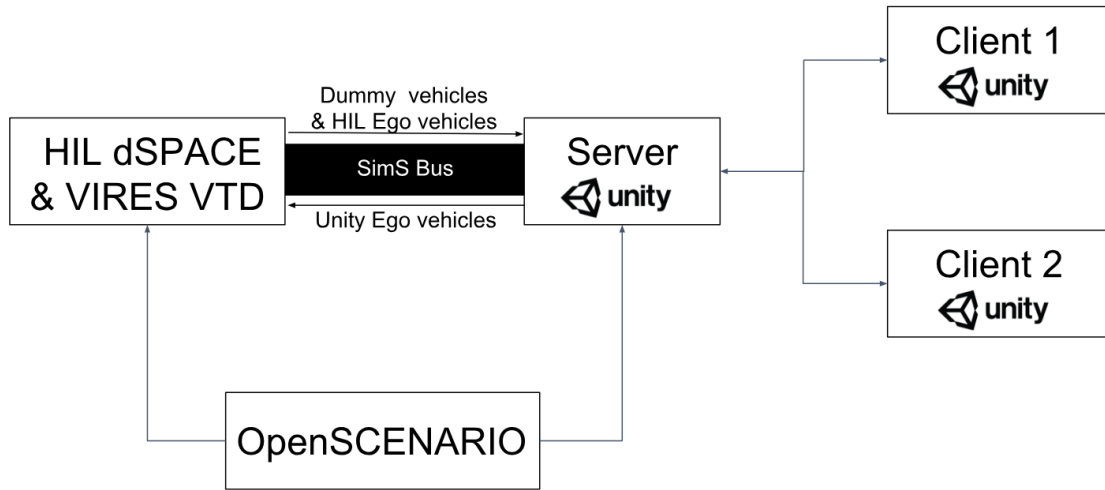 Client 1
unity
Dummy vehicles
& HIL Ego vehicles
HIL dSPACE
& VIRES VTD
SimS Bus
Server
unity
Unity Ego vehicles
Client 2
unity
OpenSCENARIO